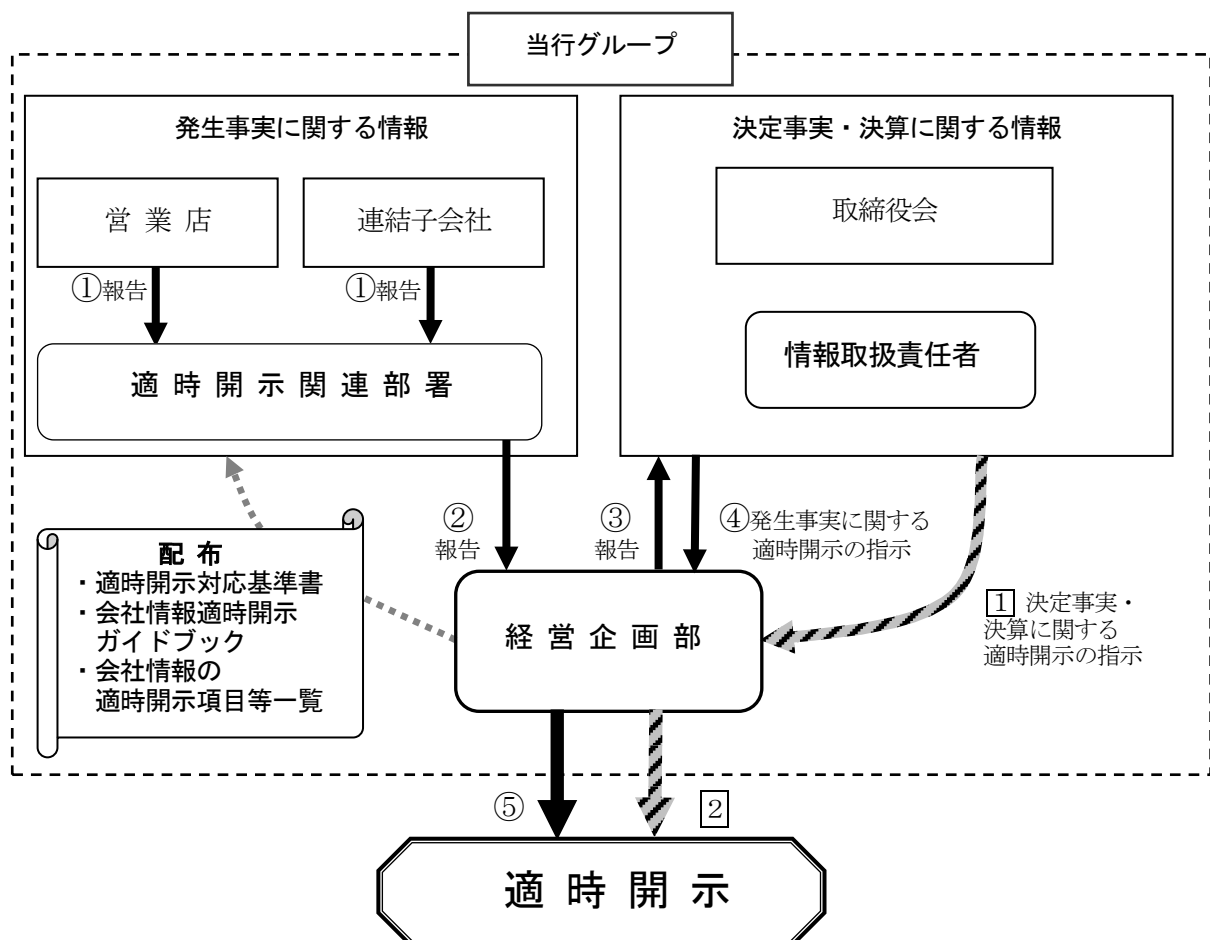 当行グループ
発生事実に関する情報
営 業 店
連結子会社
①報告
①報告
適 時 開 示 関 連 部 署
決定事実・決算に関する情報
取締役会
情報取扱責任者
②
報告
③
報告
④発生事実に関する
適時開示の指示
1 決定事実・
決算に関する
適時開示の指示
配 布
・適時開示対応基準書
・会社情報適時開示
ガイドブック
・会社情報の
適時開示項目等一覧
経 営 企 画 部
⑤
2
適 時 開 示